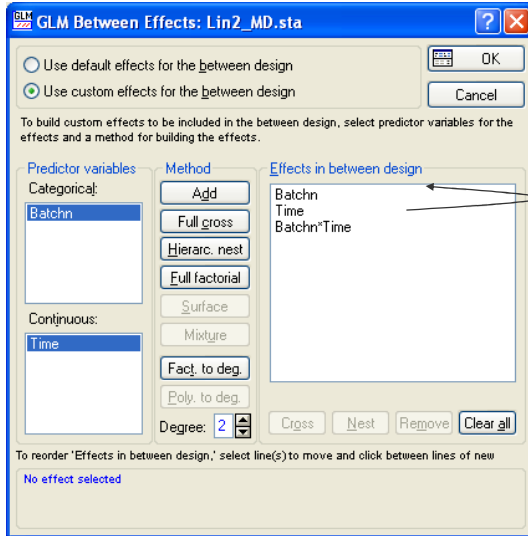 GLM GLM Between Effects: Lin2_MD.sta
Use default effects for the between design
Use custom effects for the between design
OK
Cancel
To build custom effects to be included in the between design, select predictor variables for the
effects and a method for building the effects.
Predictor variables
Categorical:
Batchn
Continuous:
Time
Method
Add
Full cross
Hierarc. nest
Full factorial
Surface
Mixture
Fact. to deg.
Poly. to deg.
Degree: 2
Effects in between design
Batchn
Time
Batchn*Time
Cross
Nest
Remove
Clear all
To reorder 'Effects in between design,' select line(s) to move and click between lines of new
No effect selected